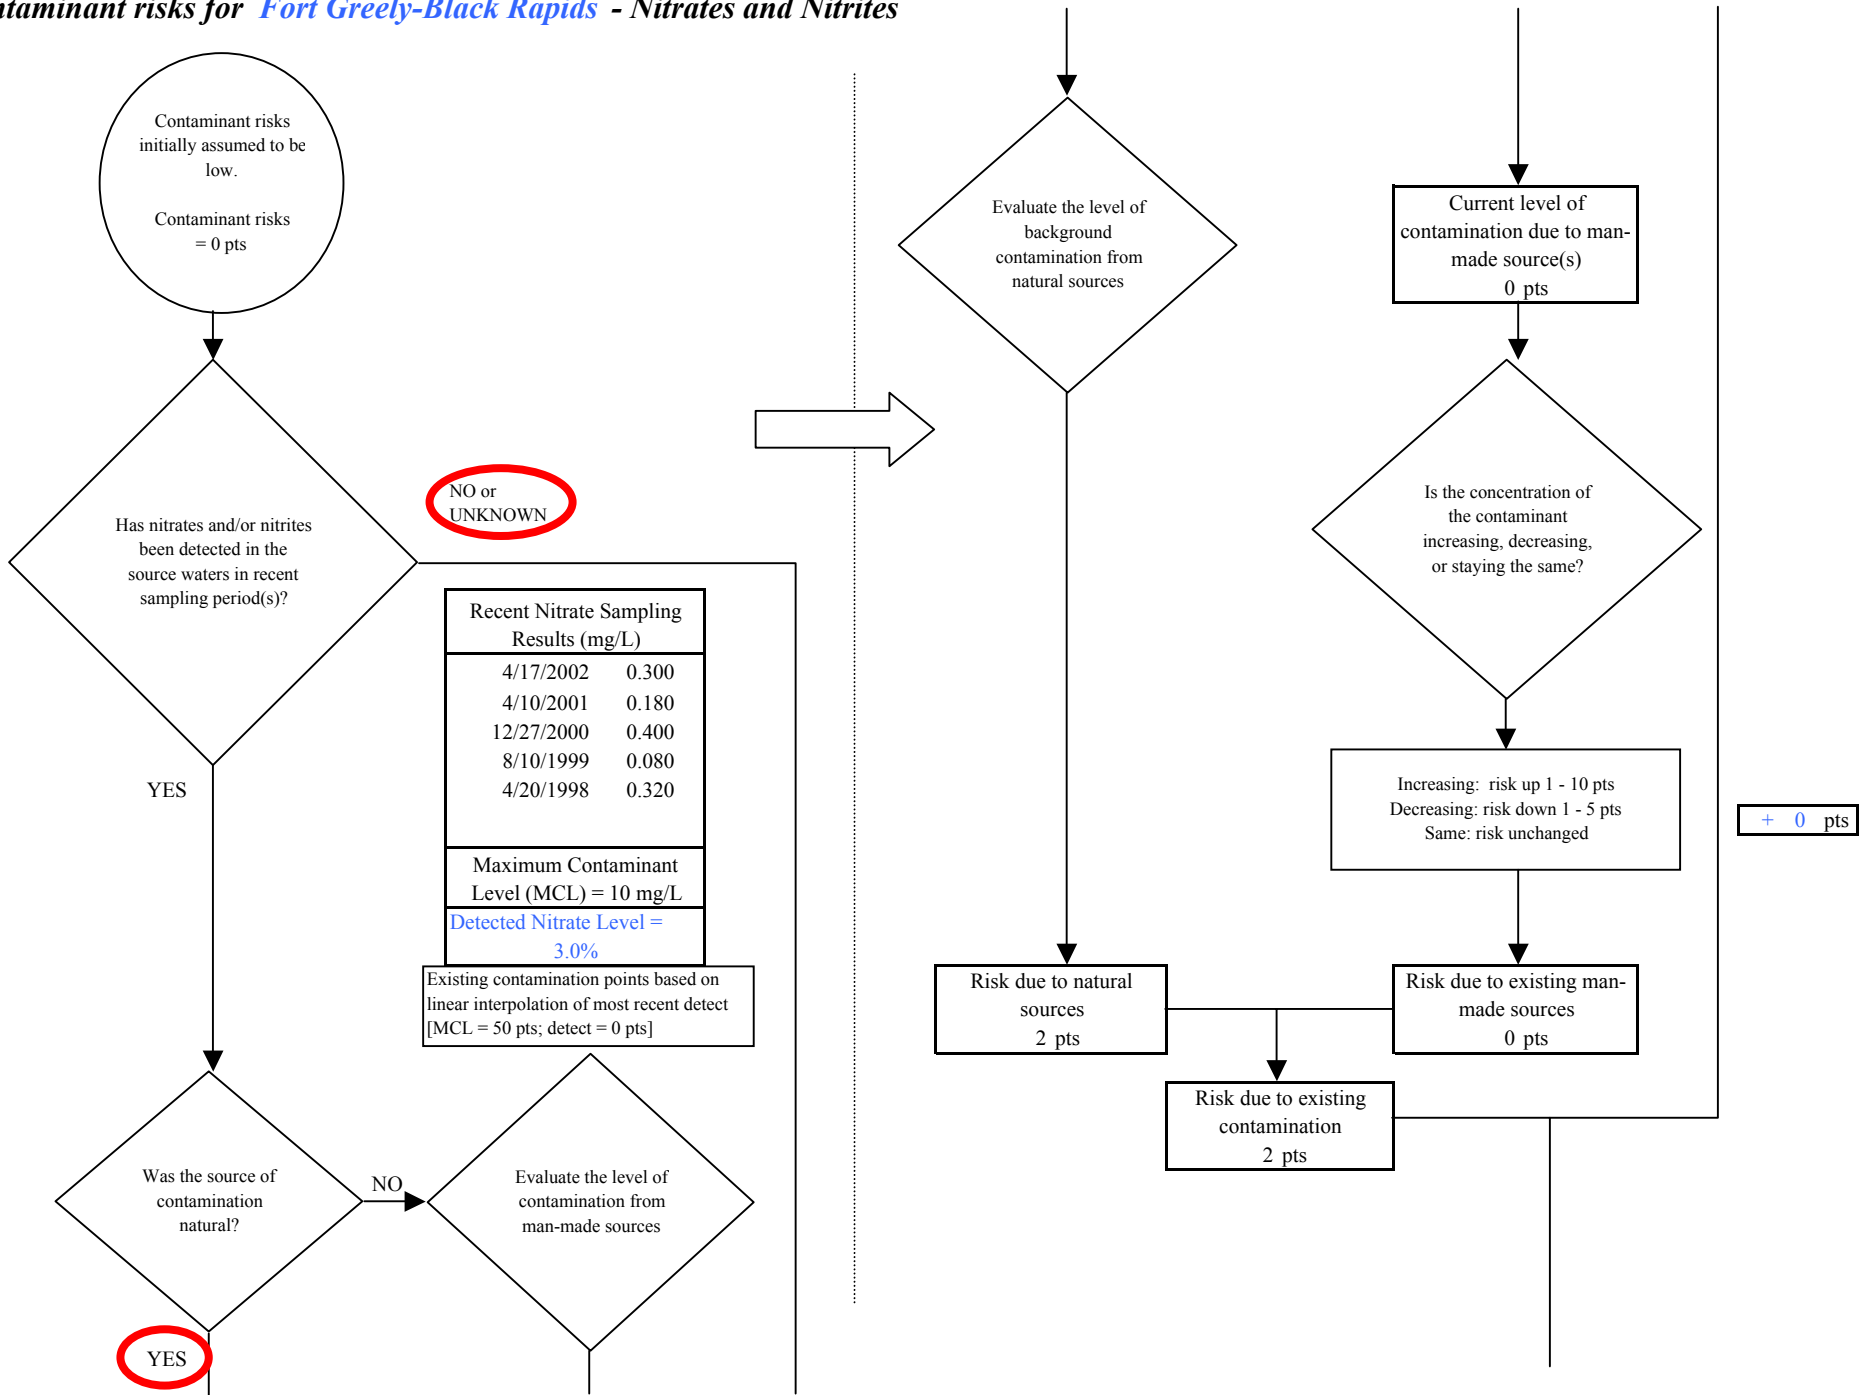 ntaminant risks for Fort Greely-Black Rapids - Nitrates and Nitrites
Contaminant risks
initially assumed to be
low.
Contaminant risks
= 0 pts
Has nitrates and/or nitrites
been detected in the
source waters in recent
sampling period(s)?
NO or
UNKNOWN
YES
Recent Nitrate Sampling
Results (mg/L)
4/17/2002 0.300
4/10/2001 0.180
12/27/2000 0.400
8/10/1999 0.080
4/20/1998 0.320
Maximum Contaminant
Level (MCL) = 10 mg/L
Detected Nitrate Level =
3.0%
Existing contamination points based on
linear interpolation of most recent detect
[MCL = 50 pts; detect = 0 pts]
Was the source of
contamination
natural?
NO
Evaluate the level of
contamination from
man-made sources
YES
Evaluate the level of
background
contamination from
natural sources
Current level of
contamination due to man-
made source(s)
0 pts
Is the concentration of
the contaminant
increasing, decreasing,
or staying the same?
Increasing: risk up 1 - 10 pts
Decreasing: risk down 1 - 5 pts
Same: risk unchanged
+ 0 pts
Risk due to natural
sources
2 pts
Risk due to existing man-
made sources
0 pts
Risk due to existing
contamination
2 pts